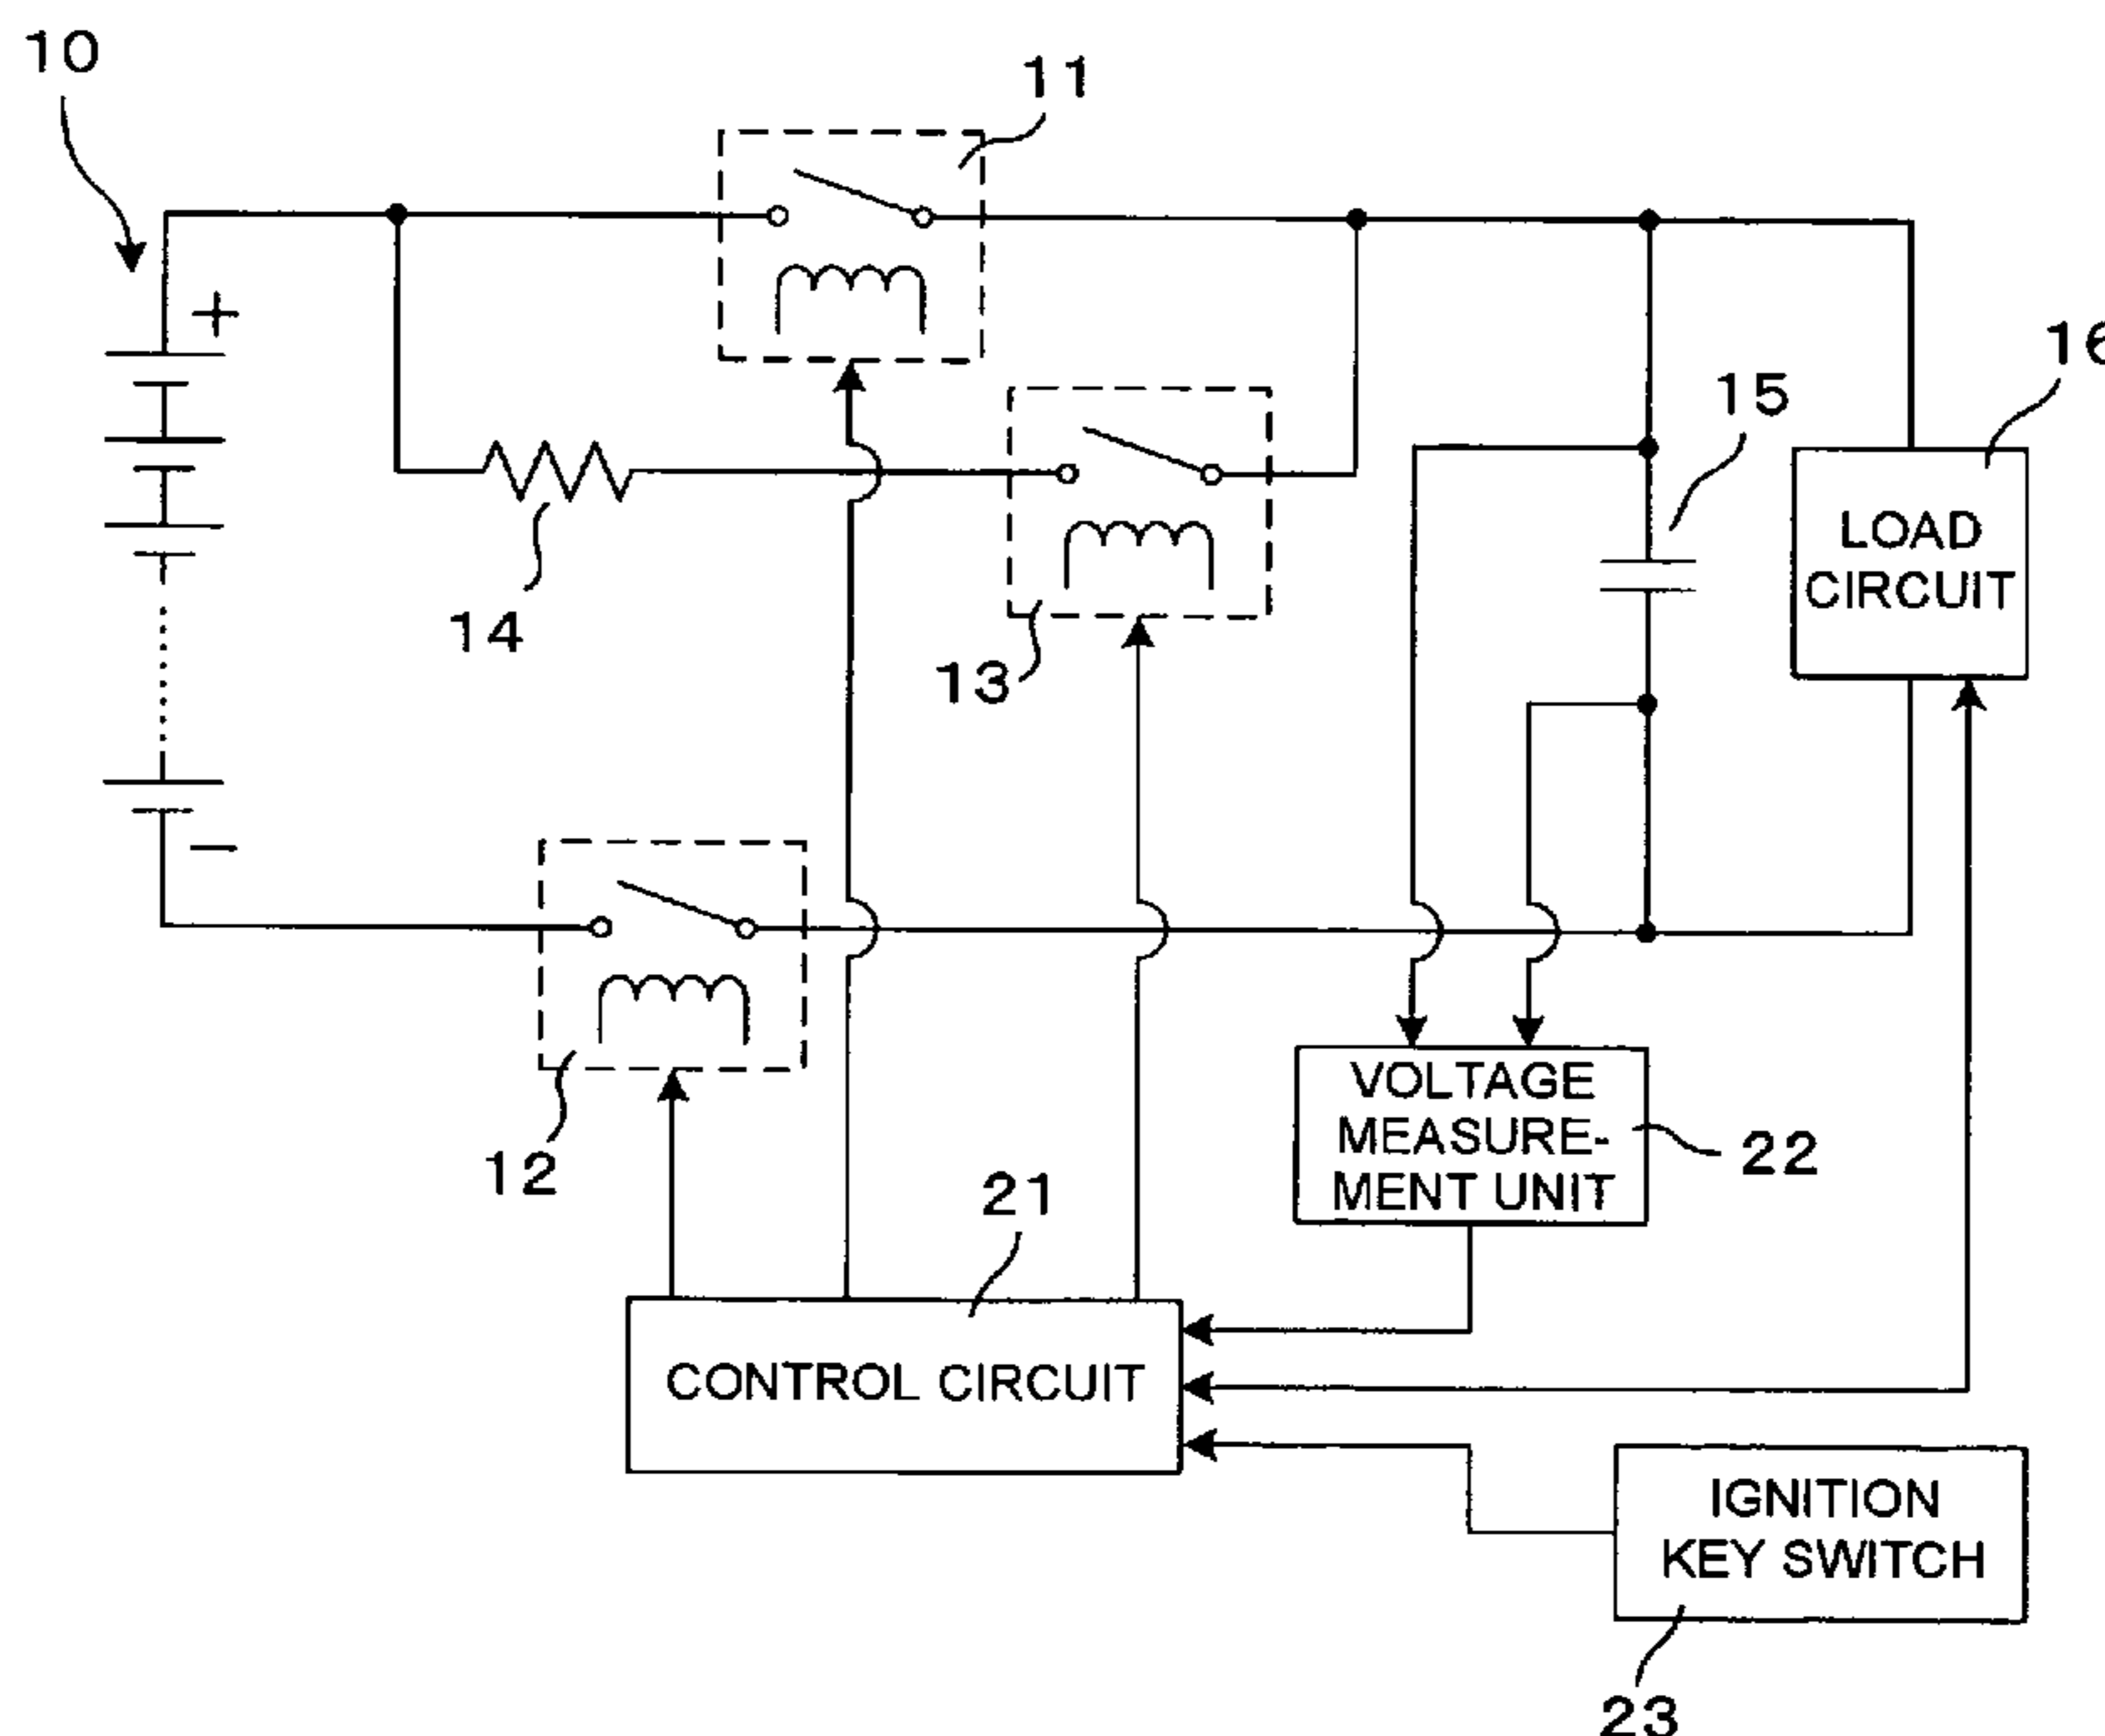 10
11
+
16
15
LOAD
CIRCUIT
14
13
−
VOLTAGE
MEASURE-
MENT UNIT
22
12
21
CONTROL CIRCUIT
IGNITION
KEY SWITCH
23